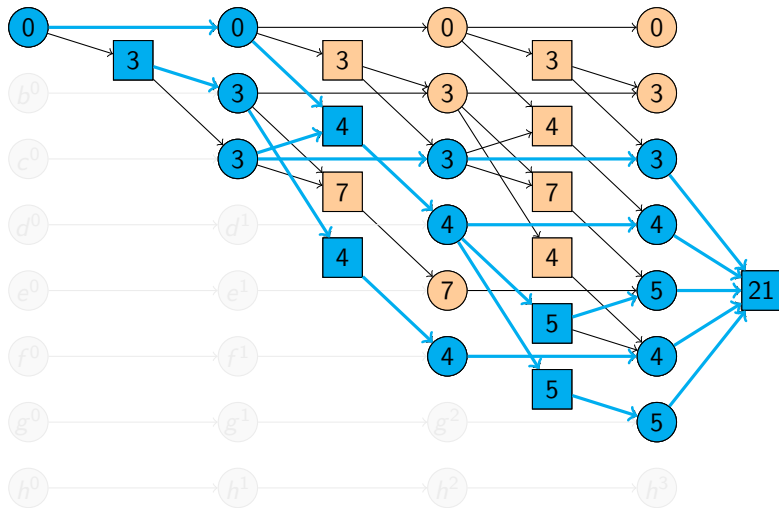 0 0 0 0
3 3 3
b⁰ 3 3 3
4 4
c⁰ 3 3 3
7 7
d⁰ d¹ 4 4
4 4
e⁰ e¹ 7 5 21
5
f⁰ f¹ 4 4
5
g⁰ g¹ g² 5
h⁰ h¹ h² h³